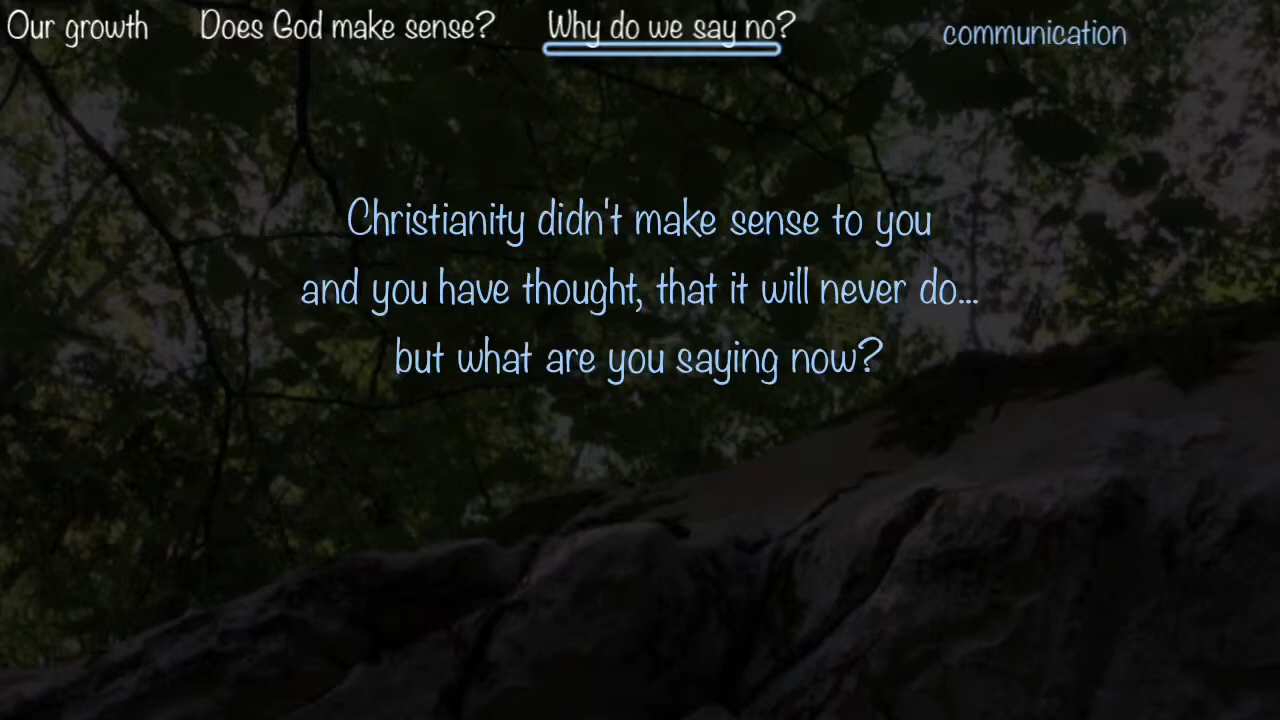 Our growth Does God make sense? Why do we say no? communication
Christianity didn't make sense to you
and you have thought, that it will never do...
but what are you saying now?